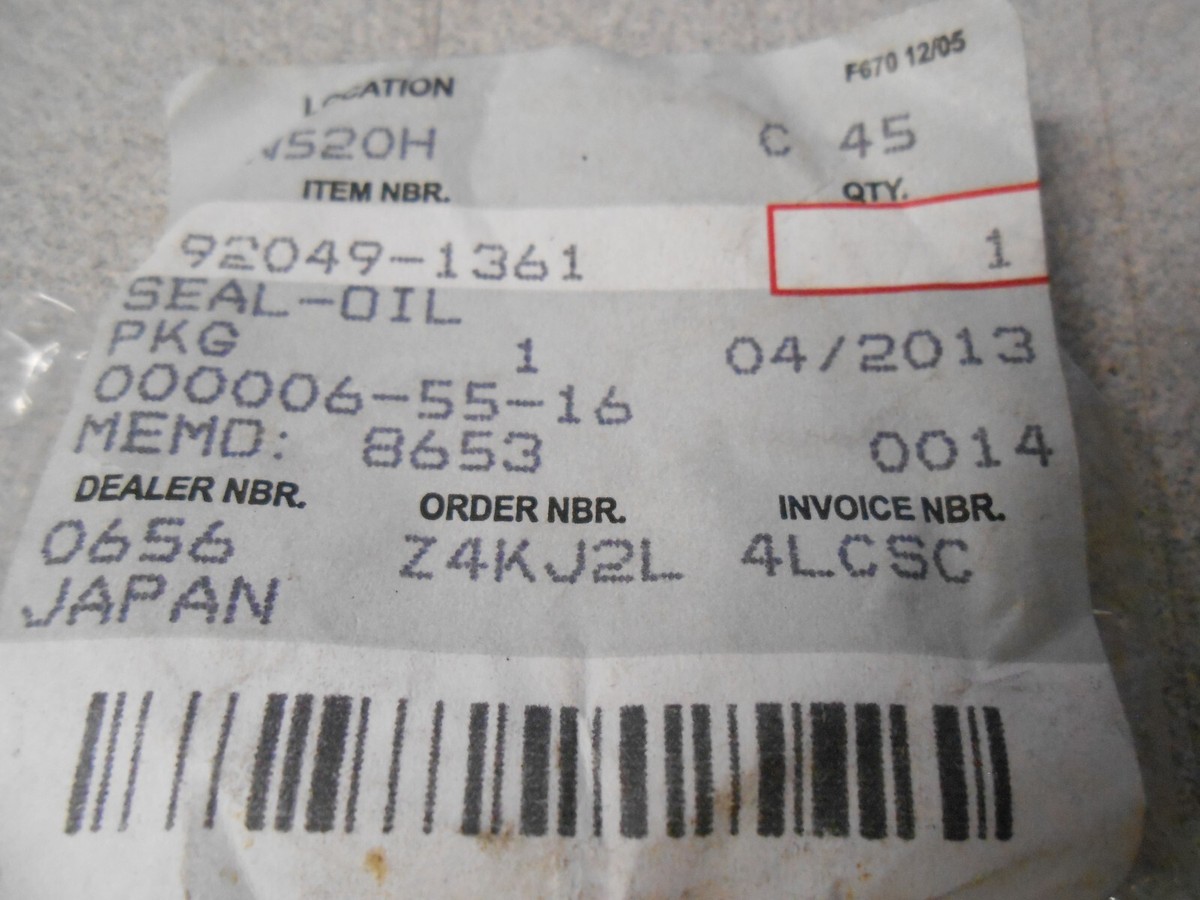 LOCATION F670 12/05
N520H C 45
ITEM NBR. QTY.
92049-1361 1
SEAL-OIL
PKG 1 04/2013
000006-55-16
MEMO: 8653 0014
DEALER NBR. ORDER NBR. INVOICE NBR.
0656 Z4KJ2L 4LCSC
JAPAN